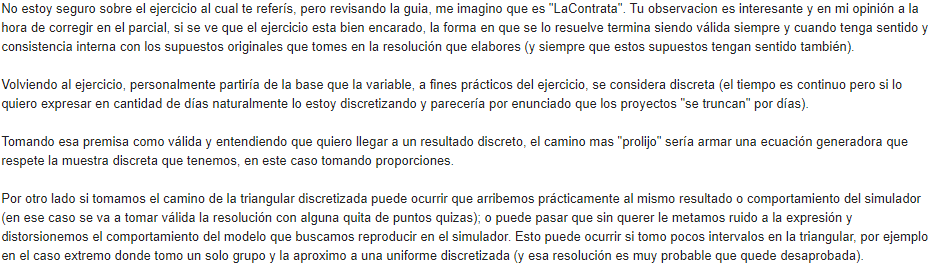 No estoy seguro sobre el ejercicio al cual te referís, pero revisando la guia, me imagino que es "LaContrata". Tu observacion es interesante y en mi opinión a la
hora de corregir en el parcial, si se ve que el ejercicio esta bien encarado, la forma en que se lo resuelve termina siendo válida siempre y cuando tenga sentido y
consistencia interna con los supuestos originales que tomes en la resolución que elabores (y siempre que estos supuestos tengan sentido también).
Volviendo al ejercicio, personalmente partiría de la base que la variable, a fines prácticos del ejercicio, se considera discreta (el tiempo es continuo pero si lo
quiero expresar en cantidad de días naturalmente lo estoy discretizando y parecería por enunciado que los proyectos "se truncan" por días).
Tomando esa premisa como válida y entendiendo que quiero llegar a un resultado discreto, el camino mas "prolijo" sería armar una ecuación generadora que
respete la muestra discreta que tenemos, en este caso tomando proporciones.
Por otro lado si tomamos el camino de la triangular discretizada puede ocurrir que arribemos prácticamente al mismo resultado o comportamiento del simulador
(en ese caso se va a tomar válida la resolución con alguna quita de puntos quizas); o puede pasar que sin querer le metamos ruido a la expresión y
distorsionemos el comportamiento del modelo que buscamos reproducir en el simulador. Esto puede ocurrir si tomo pocos intervalos en la triangular, por ejemplo
en el caso extremo donde tomo un solo grupo y la aproximo a una uniforme discretizada (y esa resolución es muy probable que quede desaprobada).